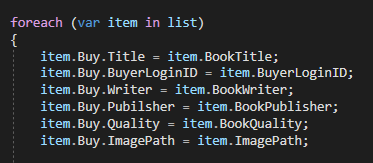 foreach (var item in list)
{
item.Buy.Title = item.BookTitle;
item.Buy.BuyerLoginID = item.BuyerLoginID;
item.Buy.Writer = item.BookWriter;
item.Buy.Pubilsher = item.BookPublisher;
item.Buy.Quality = item.BookQuality;
item.Buy.ImagePath = item.ImagePath;